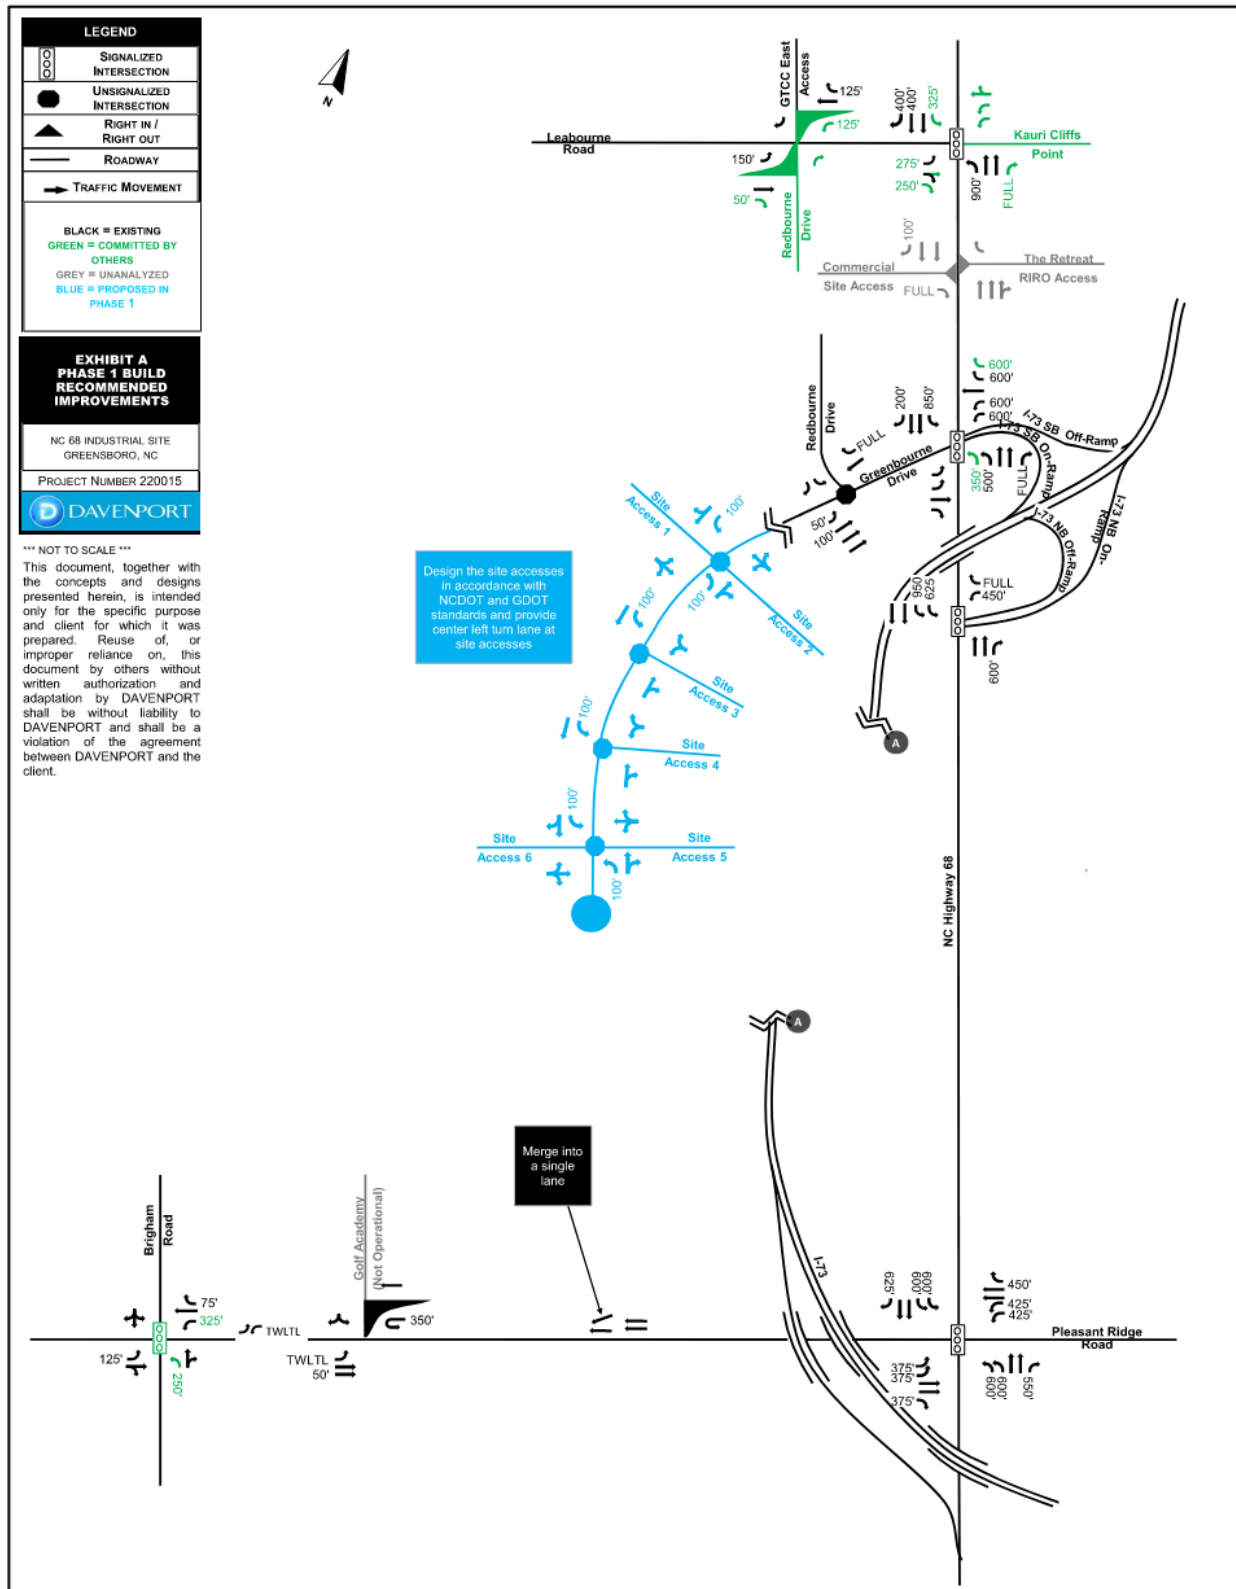 LEGEND
SIGNALIZED
INTERSECTION
UNSIGNALIZED
INTERSECTION
RIGHT IN /
RIGHT OUT
ROADWAY
TRAFFIC MOVEMENT
BLACK = EXISTING
GREEN = COMMITTED BY
OTHERS
GREY = UNANALYZED
BLUE = PROPOSED IN
PHASE 1
EXHIBIT A
PHASE 1 BUILD
RECOMMENDED
IMPROVEMENTS
NC 68 INDUSTRIAL SITE
GREENSBORO, NC
PROJECT NUMBER 220015
D DAVENPORT
*** NOT TO SCALE ***
This document, together with
the concepts and designs
presented herein, is intended
only for the specific purpose
and client for which it was
prepared. Reuse of, or
improper reliance on, this
document by others without
written authorization and
adaptation by DAVENPORT
shall be without liability to
DAVENPORT and shall be a
violation of the agreement
between DAVENPORT and the
client.
N
GTCC East
Access
125'
125'
Leabourne
Road
150'
50'
Redbourne
Drive
400'
400'
325'
Kauri Cliffs
Point
275'
250'
900'
FULL
100'
Commercial
Site Access
FULL
The Retreat
RIRO Access
Redbourne
Drive
FULL
200'
850'
600'
600'
600'
600'
I-73 SB Off-Ramp
I-73 SB On-Ramp
Greenbourne
Drive
350'
500'
FULL
50'
100'
I-73 NB Off-Ramp
I-73 NB On-
Ramp
950
625
FULL
450'
600'
A
Site
Access 1
100'
Design the site accesses
in accordance with
NCDOT and GDOT
standards and provide
center left turn lane at
site accesses
100'
100'
Site
Access 2
Site
Access 3
100'
Site
Access 4
100'
Site
Access 6
Site
Access 5
100'
NC Highway 68
A
Merge into
a single
lane
I-73
Brigham
Road
Golf Academy
(Not Operational)
75'
325'
TWLTL
350'
125'
250'
TWLTL
50'
625'
600'
600'
450'
425'
425'
Pleasant Ridge
Road
375'
375'
375'
600'
600'
550'